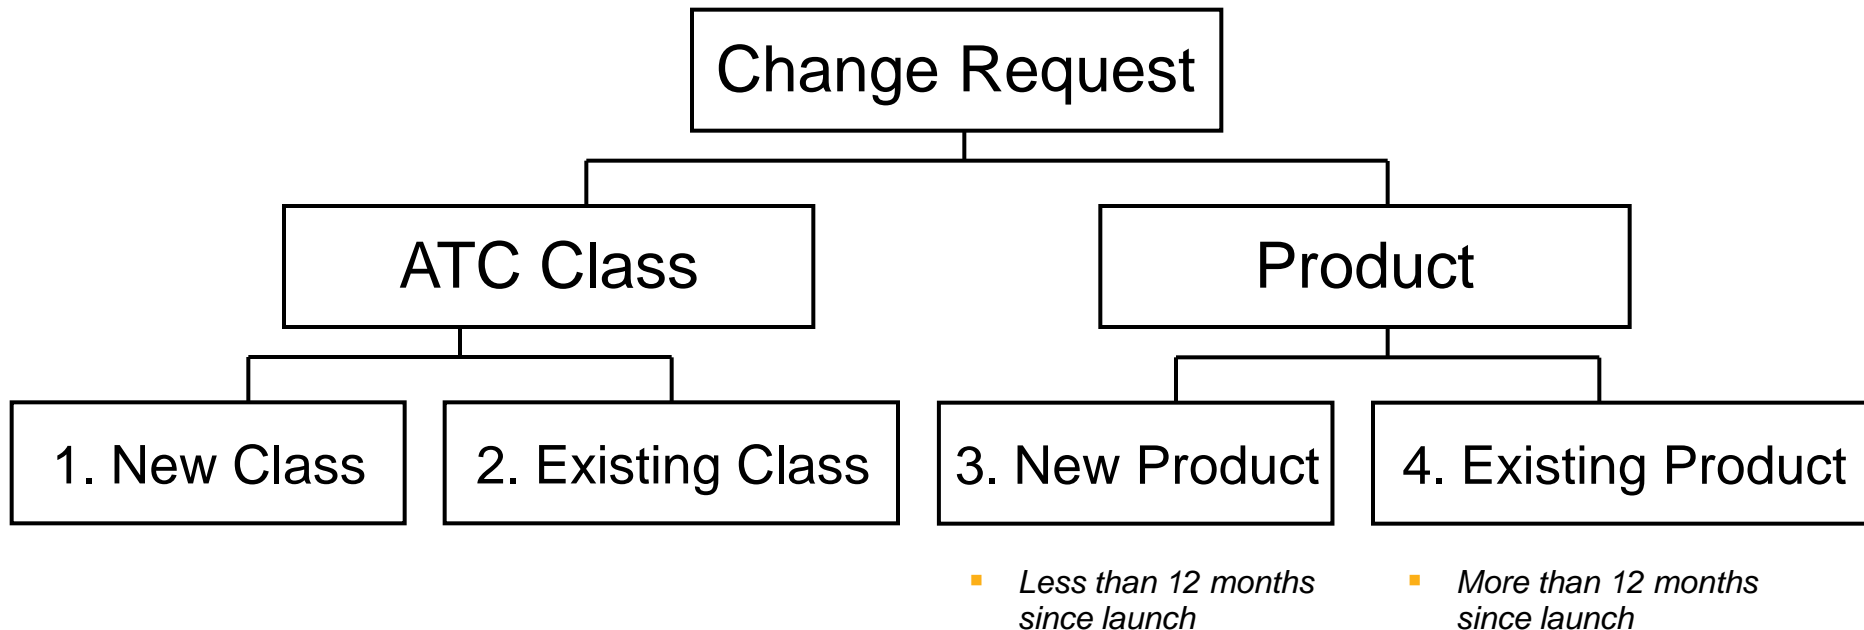 Change Request
ATC Class
Product
1. New Class
2. Existing Class
3. New Product
4. Existing Product
▪ Less than 12 months
since launch
▪ More than 12 months
since launch